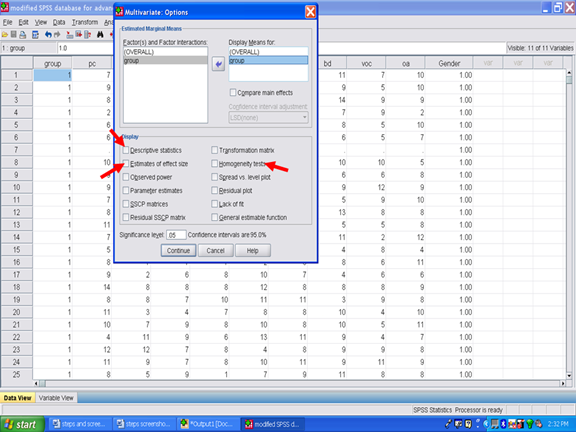 modified SPSS database for advan
File Edit View Data Transform
1 : group 1.0 Visible: 11 of 11 Variables
group pc bd voc oa Gender var var var
Multivariate: Options
Estimated Marginal Means
Factor(s) and Factor Interactions: Display Means for:
(OVERALL) (OVERALL)
group group
Compare main effects
Confidence interval adjustment:
LSD(none)
Display
Descriptive statistics Transformation matrix
Estimates of effect size Homogeneity tests
Observed power Spread vs. level plot
Parameter estimates Residual plot
SSCP matrices Lack of fit
Residual SSCP matrix General estimable function
Significance level: .05 Confidence intervals are 95.0%
Continue Cancel Help
1 1 7 11 7 10 1.00
2 1 9 9 5 10 1.00
3 1 8 14 9 9 1.00
4 1 2 6 7 5 1.00
5 1 6 8 5 10 1.00
6 1 6 6 5 7 1.00
7 1 . . . 1.00
8 1 10 10 10 5 1.00
9 1 9 9 6 10 1.00
10 1 9 9 12 9 1.00
11 1 5 10 9 11 1.00
12 1 8 13 8 8 1.00
13 1 5 8 5 5 1.00
14 1 7 11 2 12 1.00
15 1 5 4 8 4 1.00
16 1 8 8 6 11 1.00
17 1 9 2 6 8 10 7 4 6 6 1.00
18 1 14 8 8 8 12 8 8 8 9 1.00
19 1 8 8 7 10 11 11 3 9 8 1.00
20 1 11 7 8 4 8 8 10 4 10 1.00
21 1 10 7 9 8 10 8 10 5 11 1.00
22 1 4 11 9 6 13 11 9 4 7 1.00
23 1 12 12 7 8 4 8 9 9 8 1.00
24 1 11 9 7 8 10 11 9 11 9 1.00
25 1 8 5 9 1 7 9 11 8 8 1.00
Data View Variable View
SPSS Statistics Processor is ready
start steps and scree... steps screensho... *Output1 [Doc... modified SPSS d... 2:32 PM